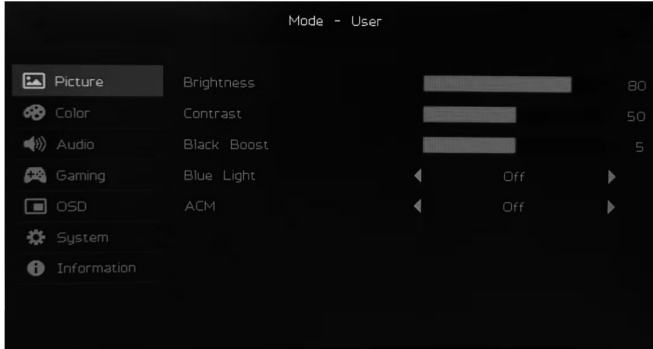 Mode - User
Picture
Brightness 80
Color
Contrast 50
Audio
Black Boost 5
Gaming
Blue Light Off
OSD
ACM Off
System
Information